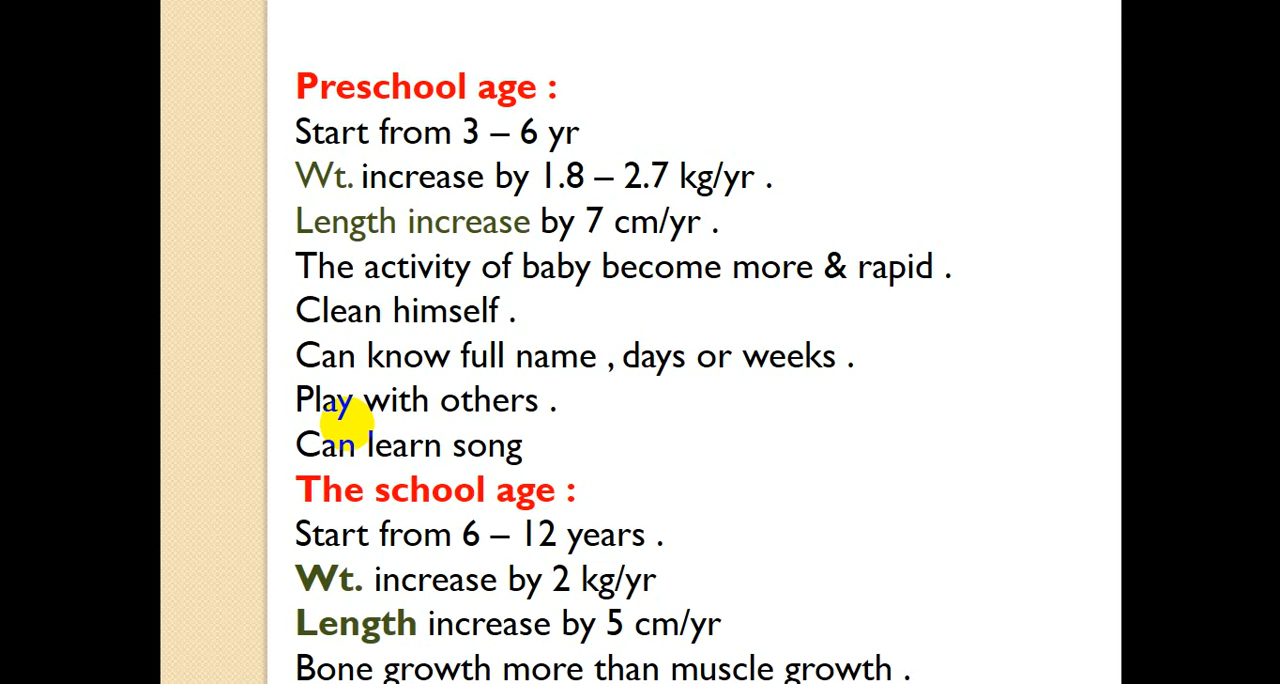 Preschool age :
Start from 3 – 6 yr
Wt. increase by 1.8 – 2.7 kg/yr .
Length increase by 7 cm/yr .
The activity of baby become more & rapid .
Clean himself .
Can know full name , days or weeks .
Play with others .
Can learn song
The school age :
Start from 6 – 12 years .
Wt. increase by 2 kg/yr
Length increase by 5 cm/yr
Bone growth more than muscle growth .